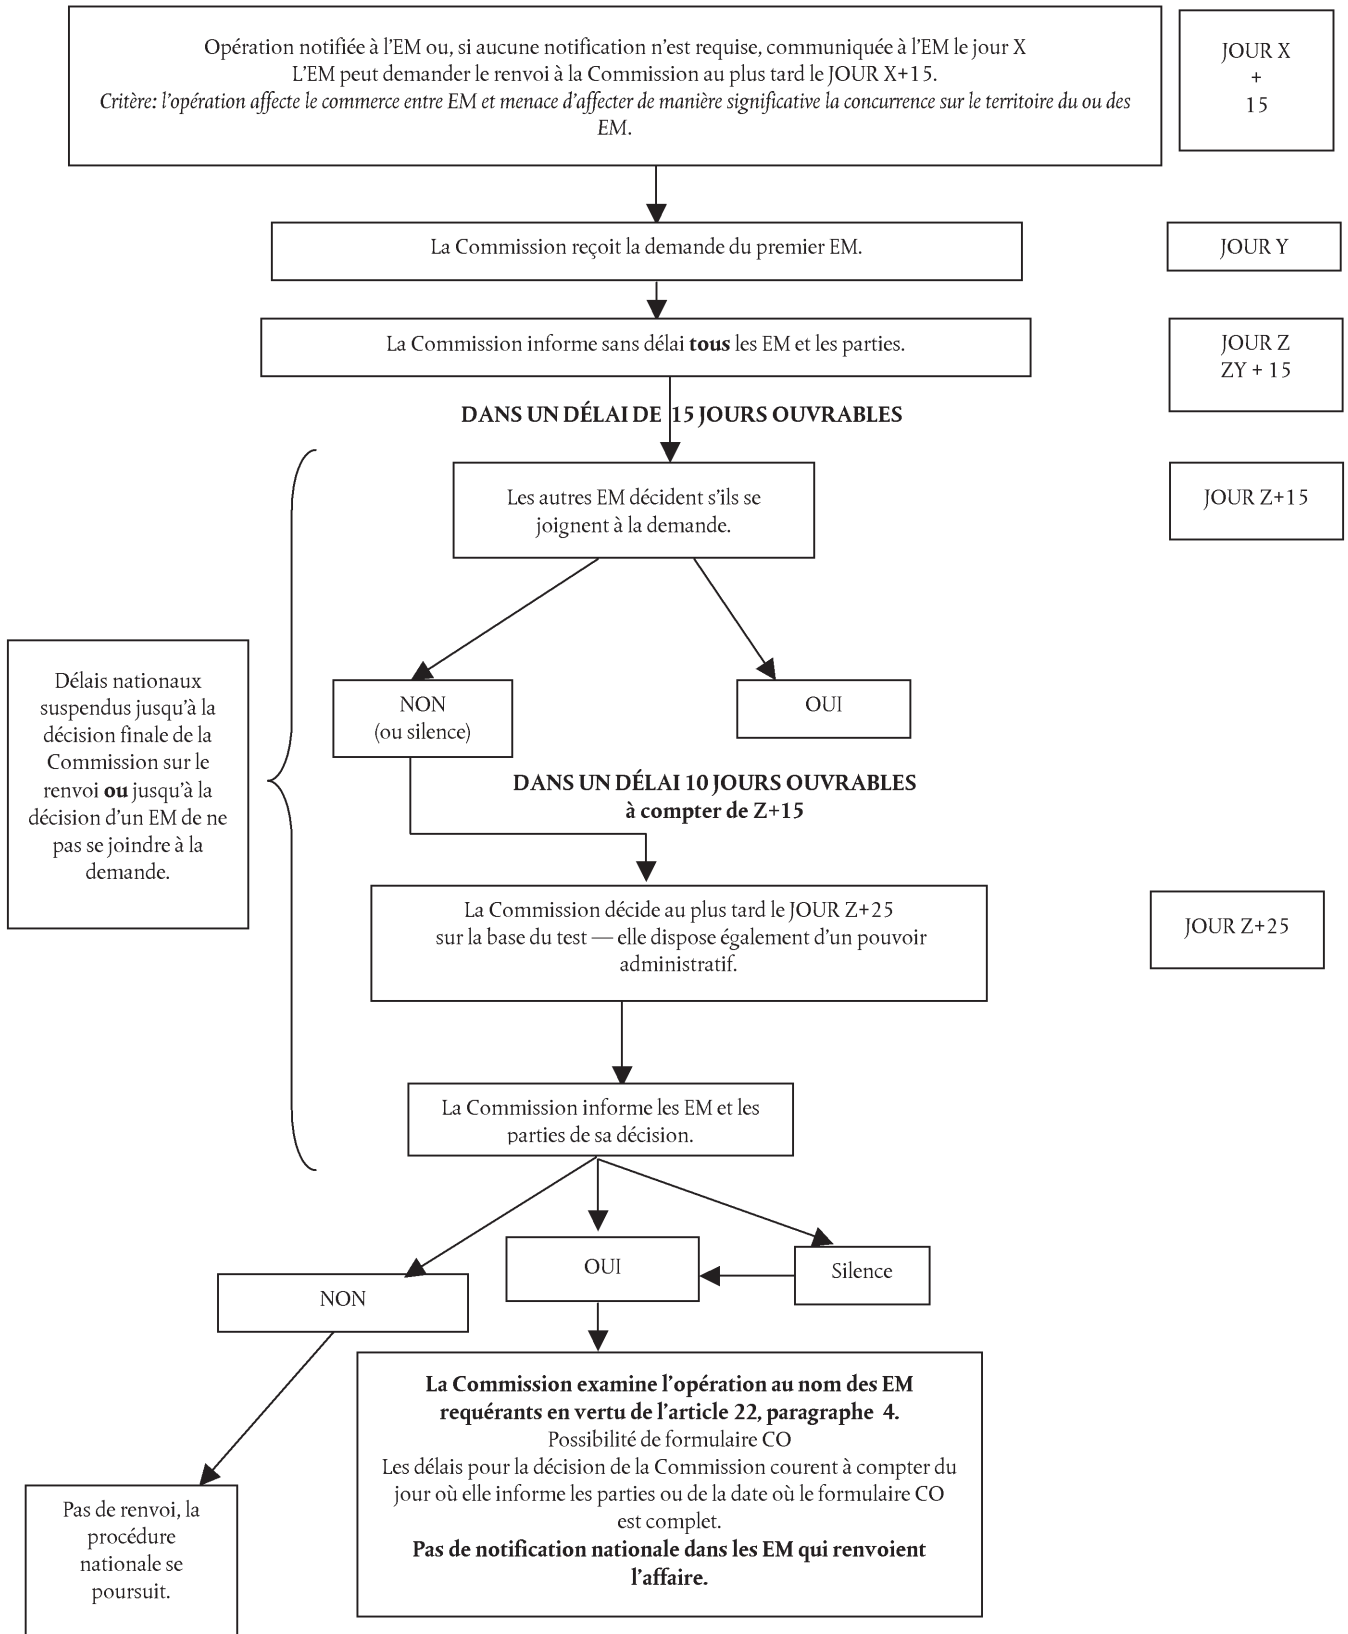 Opération notifiée à l'EM ou, si aucune notification n'est requise, communiquée à l'EM le jour X
L'EM peut demander le renvoi à la Commission au plus tard le JOUR X+15.
Critère: l'opération affecte le commerce entre EM et menace d'affecter de manière significative la concurrence sur le territoire du ou des
EM.
JOUR X
+
15
La Commission reçoit la demande du premier EM.
JOUR Y
La Commission informe sans délai tous les EM et les parties.
JOUR Z
ZY + 15
DANS UN DÉLAI DE 15 JOURS OUVRABLES
Les autres EM décident s'ils se
joignent à la demande.
JOUR Z+15
Délais nationaux
suspendus jusqu'à la
décision finale de la
Commission sur le
renvoi ou jusqu'à la
décision d'un EM de ne
pas se joindre à la
demande.
NON
(ou silence)
OUI
DANS UN DÉLAI 10 JOURS OUVRABLES
à compter de Z+15
La Commission décide au plus tard le JOUR Z+25
sur la base du test — elle dispose également d'un pouvoir
administratif.
JOUR Z+25
La Commission informe les EM et les
parties de sa décision.
NON
OUI
Silence
La Commission examine l'opération au nom des EM
requérants en vertu de l'article 22, paragraphe 4.
Possibilité de formulaire CO
Les délais pour la décision de la Commission courent à compter du
jour où elle informe les parties ou de la date où le formulaire CO
est complet.
Pas de notification nationale dans les EM qui renvoient
l'affaire.
Pas de renvoi, la
procédure
nationale se
poursuit.